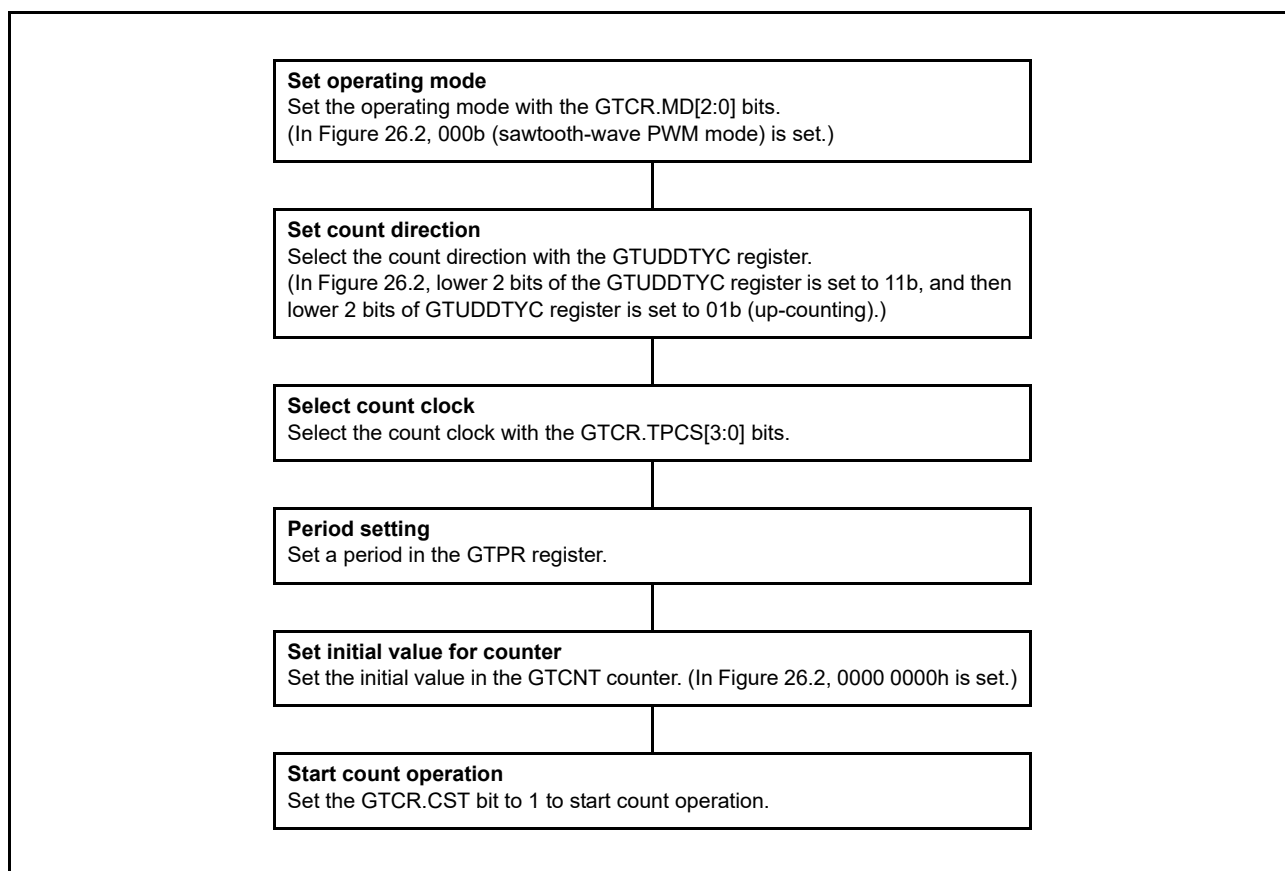 Set operating mode
Set the operating mode with the GTCR.MD[2:0] bits.
(In Figure 26.2, 000b (sawtooth-wave PWM mode) is set.)
Set count direction
Select the count direction with the GTUDDTYC register.
(In Figure 26.2, lower 2 bits of the GTUDDTYC register is set to 11b, and then
lower 2 bits of GTUDDTYC register is set to 01b (up-counting).)
Select count clock
Select the count clock with the GTCR.TPCS[3:0] bits.
Period setting
Set a period in the GTPR register.
Set initial value for counter
Set the initial value in the GTCNT counter. (In Figure 26.2, 0000 0000h is set.)
Start count operation
Set the GTCR.CST bit to 1 to start count operation.